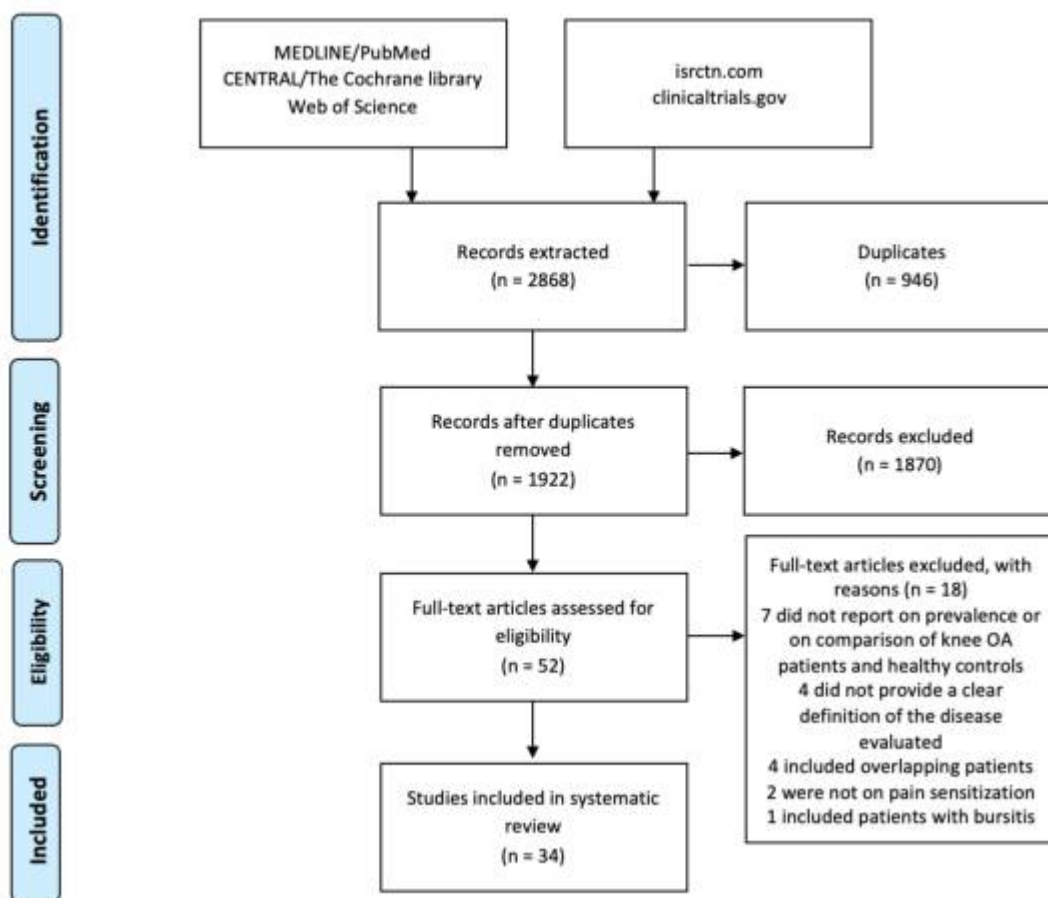 Identification
MEDLINE/PubMed
CENTRAL/The Cochrane library
Web of Science
isrctn.com
clinicaltrials.gov
Records extracted
(n = 2868)
Duplicates
(n = 946)
Screening
Records after duplicates
removed
(n = 1922)
Records excluded
(n = 1870)
Eligibility
Full-text articles assessed for
eligibility
(n = 52)
Full-text articles excluded, with
reasons (n = 18)
7 did not report on prevalence or
on comparison of knee OA
patients and healthy controls
4 did not provide a clear
definition of the disease
evaluated
4 included overlapping patients
2 were not on pain sensitization
1 included patients with bursitis
Included
Studies included in systematic
review
(n = 34)